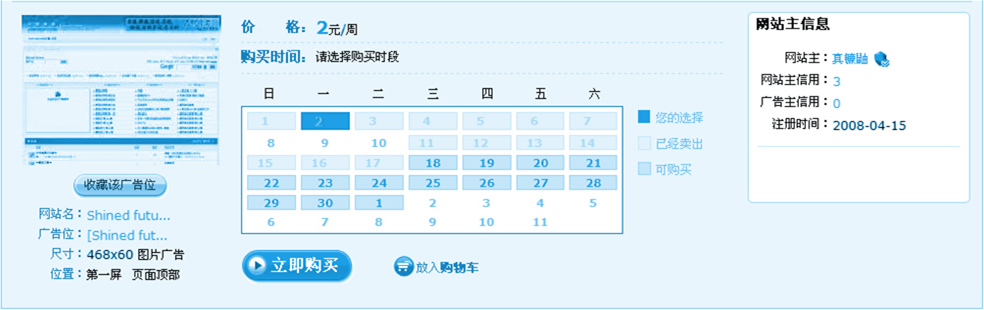 价 格：2元/周
购买时间：请选择购买时段
日 一 二 三 四 五 六
1 2 3 4 5 6 7
8 9 10 11 12 13 14
15 16 17 18 19 20 21
22 23 24 25 26 27 28
29 30 1 2 3 4 5
6 7 8 9 10 11
您的选择
已经卖出
可购买
立即购买
放入购物车
收藏该广告位
网站名：Shined futu...
广告位：[Shined fut...
尺寸：468x60 图片广告
位置：第一屏 页面顶部
网站主信息
网站主：真镀鼬
网站主信用：3
广告主信用：0
注册时间：2008-04-15